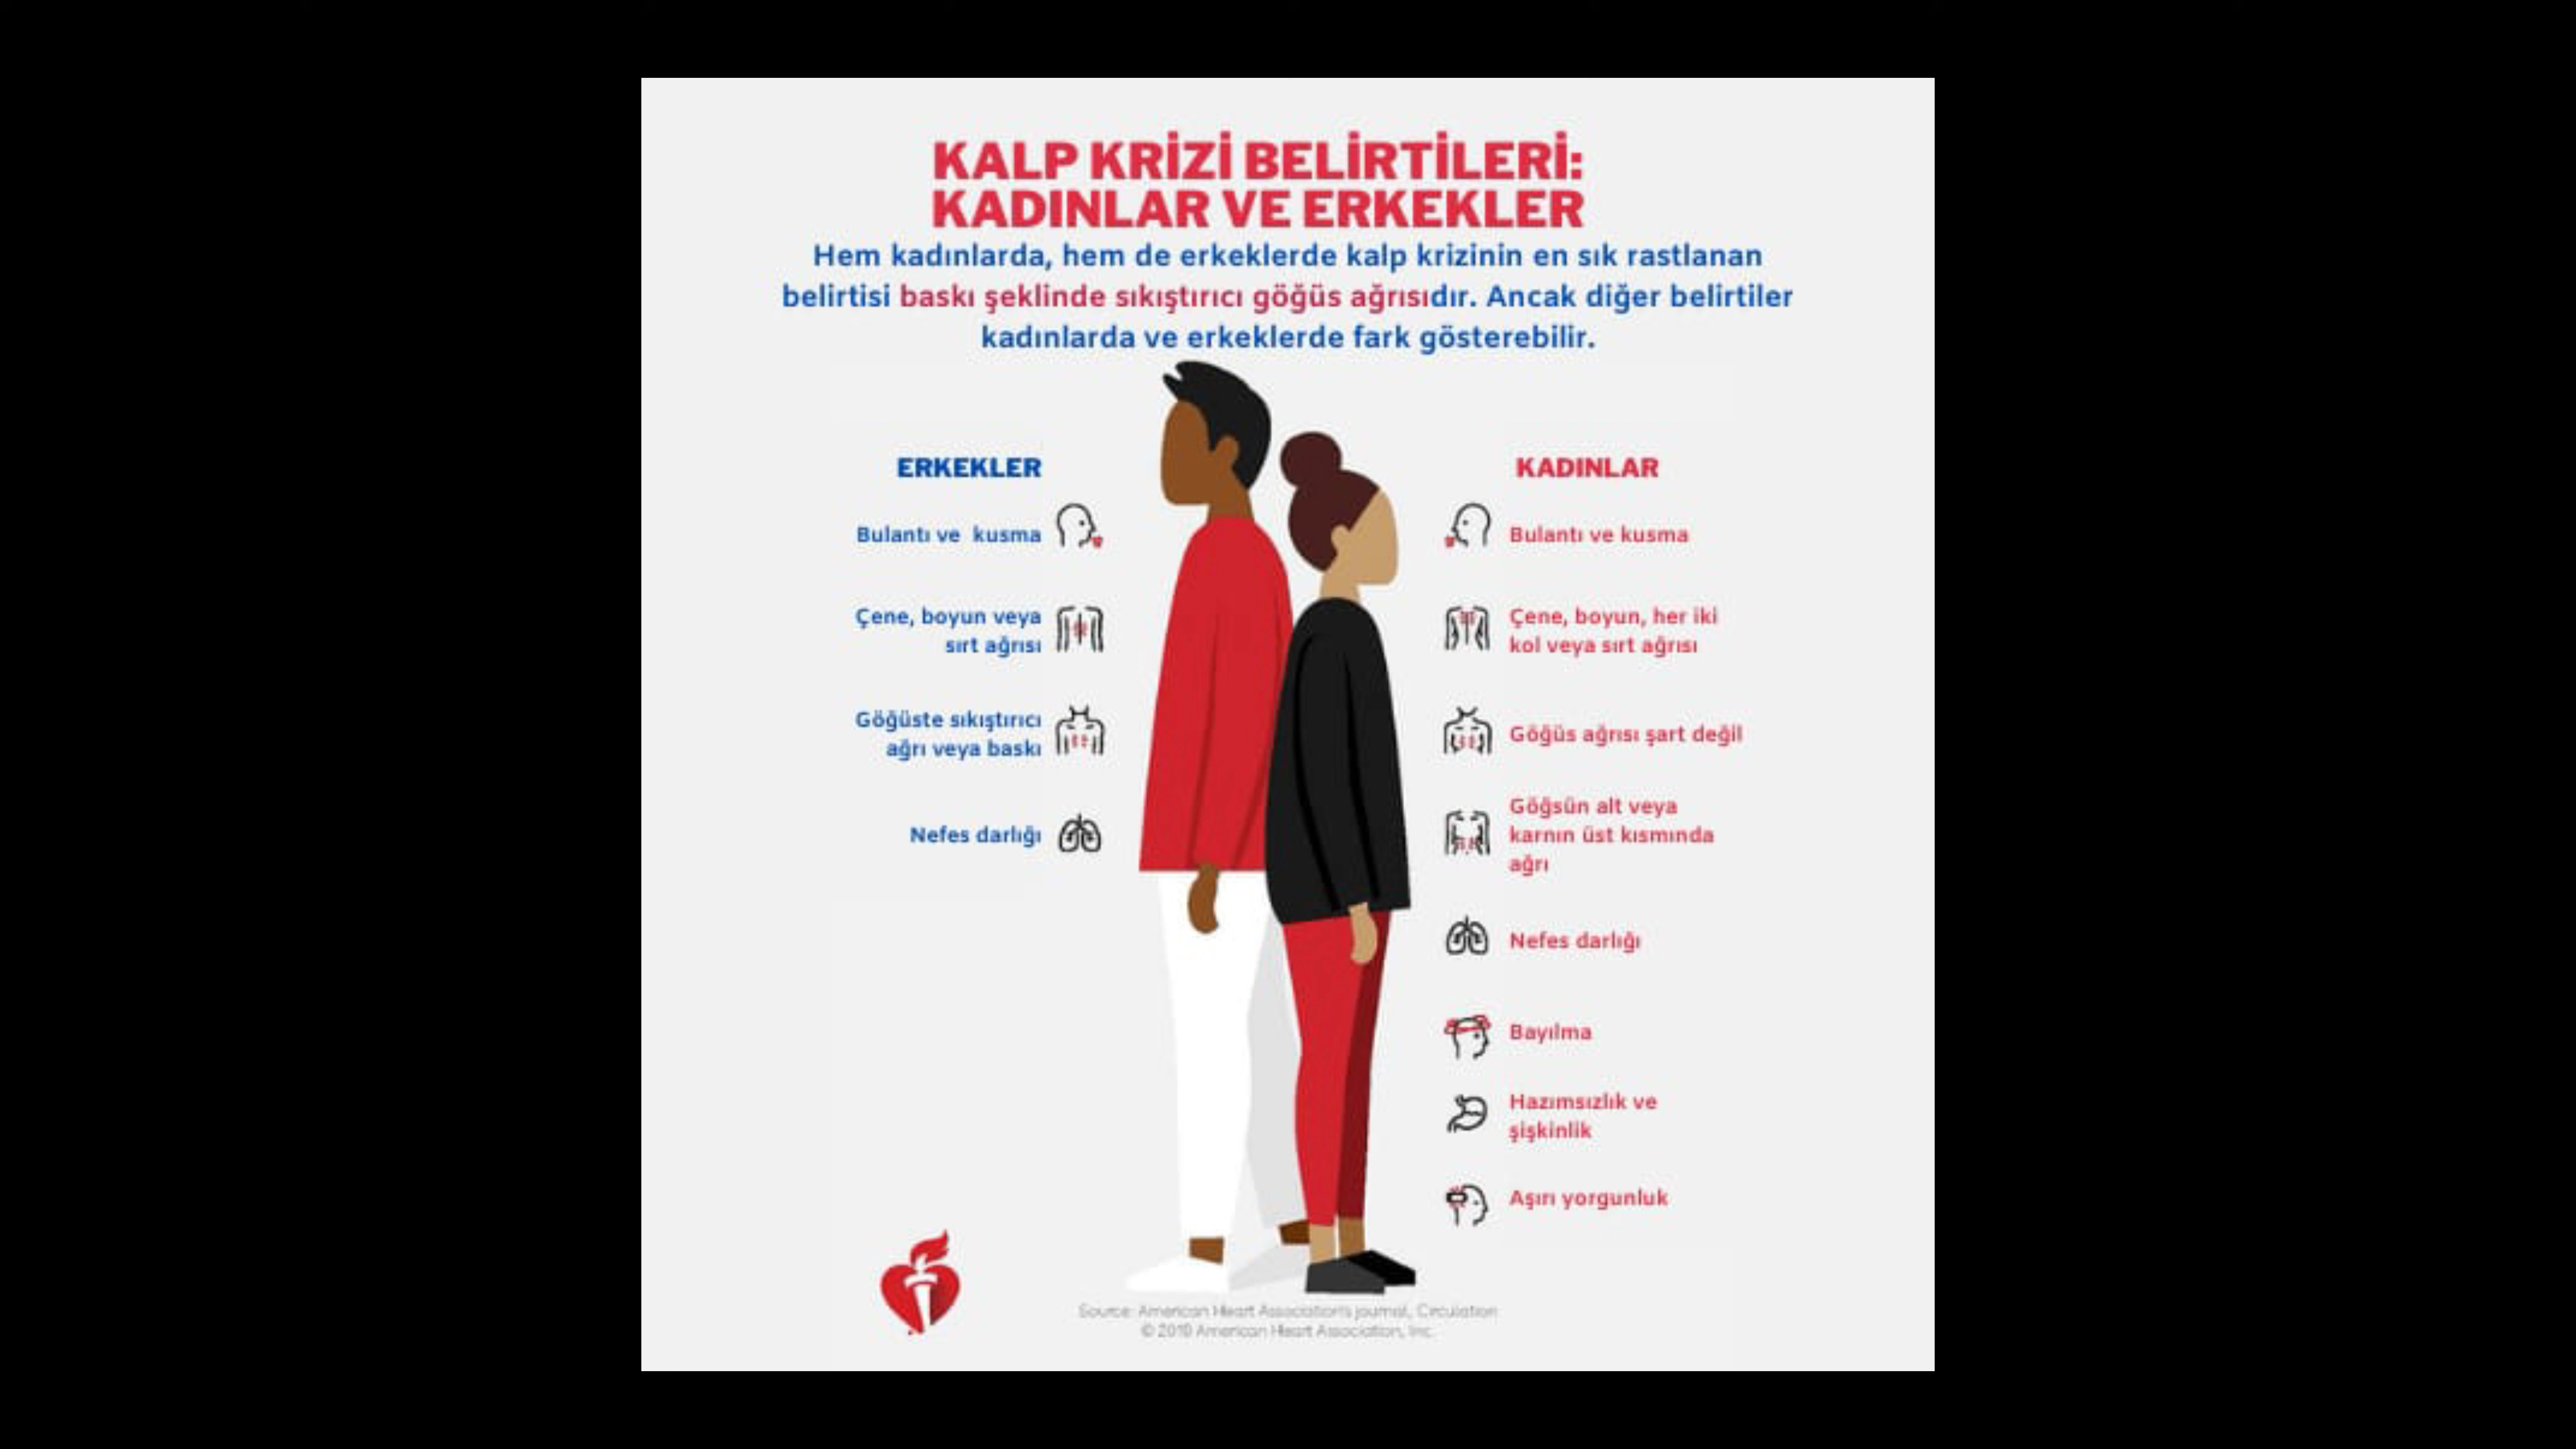 KALP KRİZİ BELİRTİLERİ:
KADINLAR VE ERKEKLER
Hem kadınlarda, hem de erkeklerde kalp krizinin en sık rastlanan
belirtisi baskı şeklinde sıkıştırıcı göğüs ağrısıdır. Ancak diğer belirtiler
kadınlarda ve erkeklerde fark gösterebilir.
ERKEKLER
Bulantı ve kusma
Çene, boyun veya
sırt ağrısı
Göğüste sıkıştırıcı
ağrı veya baskı
Nefes darlığı
KADINLAR
Bulantı ve kusma
Çene, boyun, her iki
kol veya sırt ağrısı
Göğüs ağrısı şart değil
Göğsün alt veya
karnın üst kısmında
ağrı
Nefes darlığı
Bayılma
Hazımsızlık ve
şişkinlik
Aşırı yorgunluk
Source: American Heart Association's journal, Circulation
© 2019 American Heart Association, Inc.